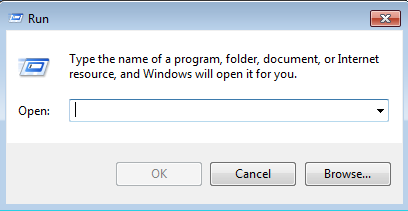 Run
Type the name of a program, folder, document, or Internet
resource, and Windows will open it for you.
Open:
OK Cancel Browse...